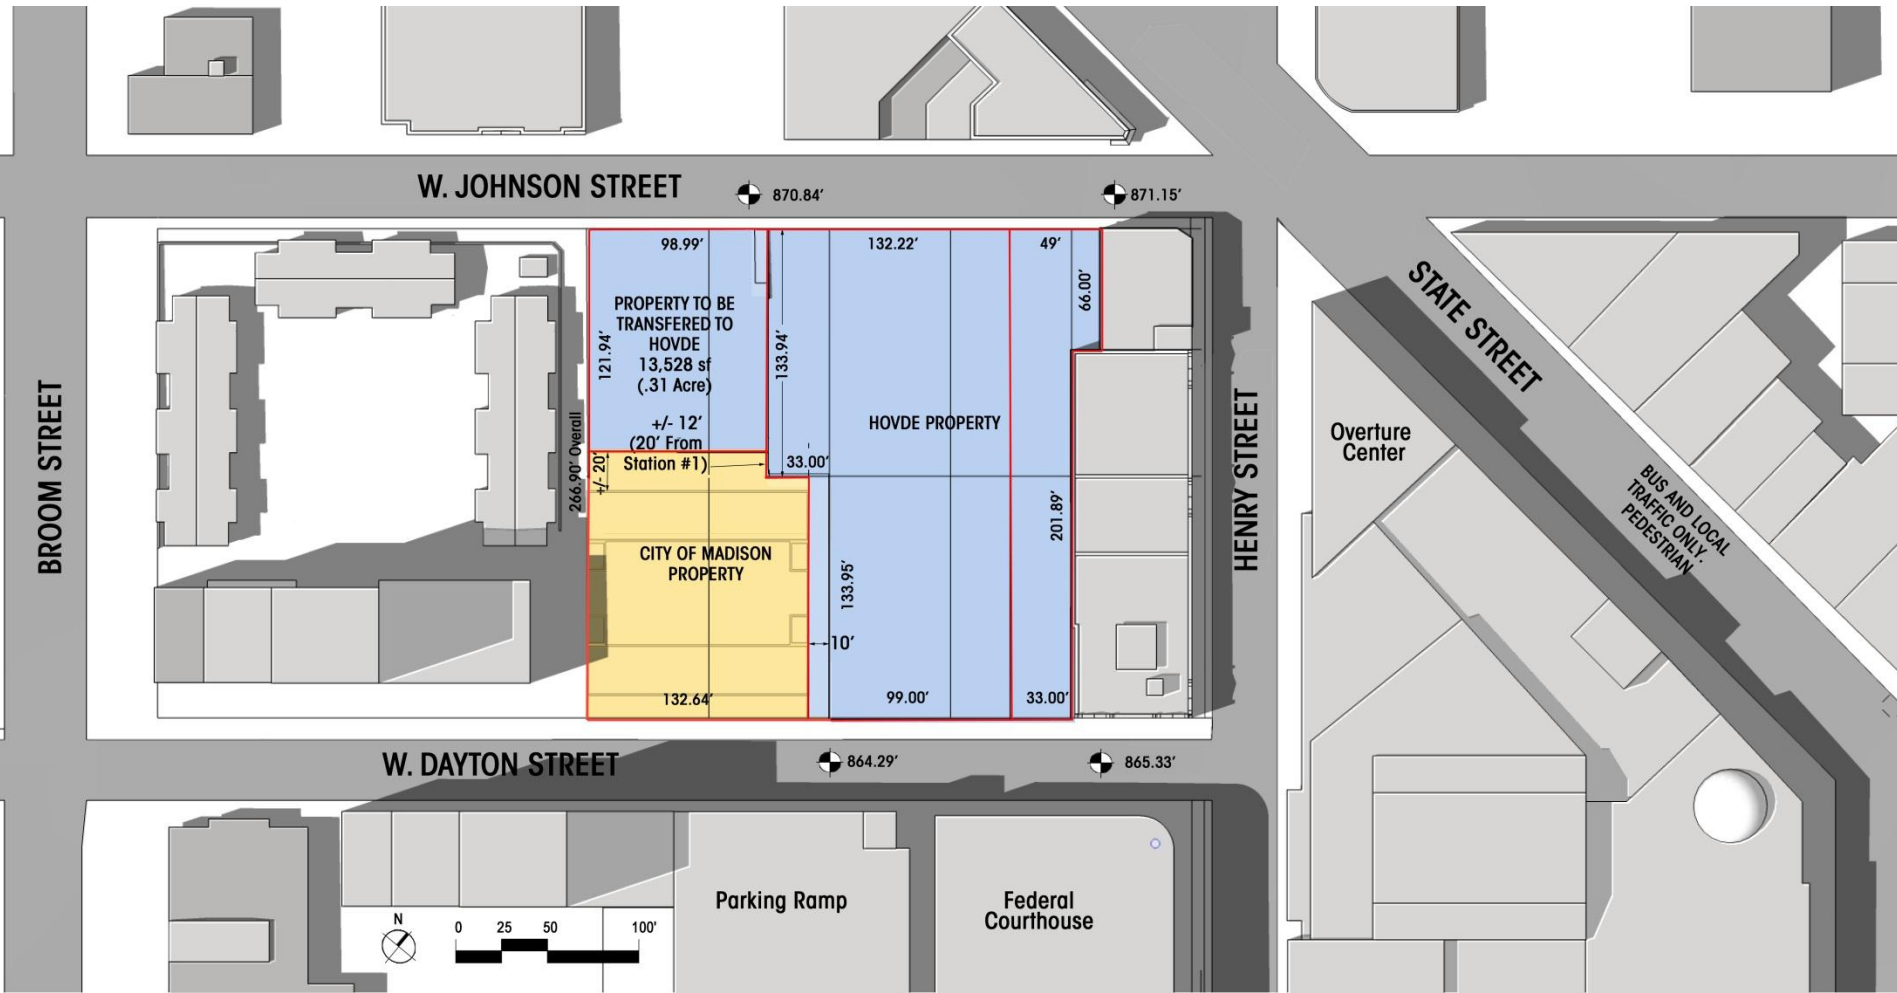 W. JOHNSON STREET
870.84'
871.15'
98.99'
132.22'
49'
66.00'
PROPERTY TO BE
TRANSFERED TO
HOVDE
13,528 sf
(.31 Acre)
121.94'
133.94'
+/- 12'
(20' From
Station #1)
33.00'
HOVDE PROPERTY
266.90' Overall
+/- 20'
201.89'
CITY OF MADISON
PROPERTY
133.95'
10'
132.64'
99.00'
33.00'
BROOM STREET
HENRY STREET
STATE STREET
Overture
Center
BUS AND LOCAL
TRAFFIC ONLY.
PEDESTRIAN
W. DAYTON STREET
864.29'
865.33'
Parking Ramp
Federal
Courthouse
N
0 25 50 100'